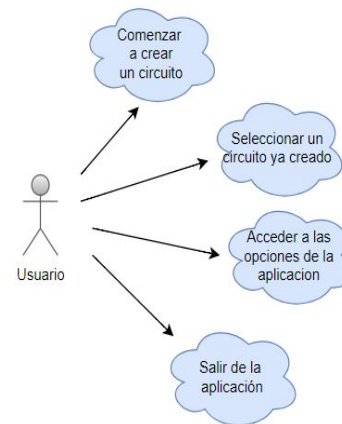 Comenzar
a crear
un circuito
Seleccionar un
circuito ya creado
Usuario
Acceder a las
opciones de la
aplicacion
Salir de la
aplicación